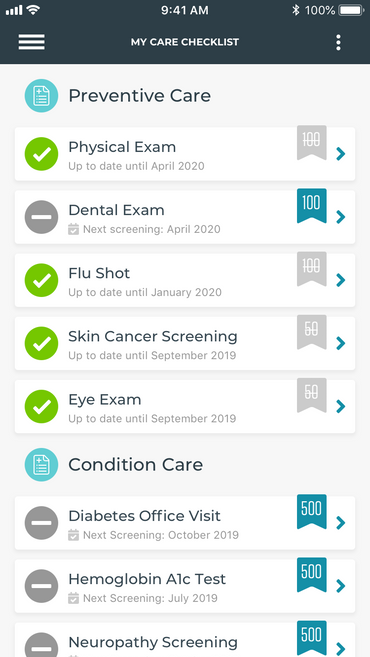 9:41 AM 100%
MY CARE CHECKLIST
Preventive Care
Physical Exam
100
Up to date until April 2020
Dental Exam
100
Next screening: April 2020
Flu Shot
100
Up to date until January 2020
Skin Cancer Screening
50
Up to date until September 2019
Eye Exam
50
Up to date until September 2019
Condition Care
Diabetes Office Visit
500
Next Screening: October 2019
Hemoglobin A1c Test
500
Next Screening: July 2019
Neuropathy Screening
500